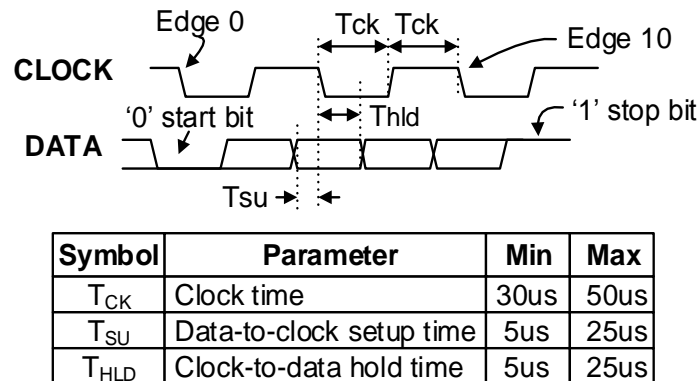 Edge 0
Tck Tck
Edge 10
CLOCK
'0' start bit
Thld
'1' stop bit
DATA
Tsu
Symbol Parameter Min Max
TCK Clock time 30us 50us
TSU Data-to-clock setup time 5us 25us
THLD Clock-to-data hold time 5us 25us